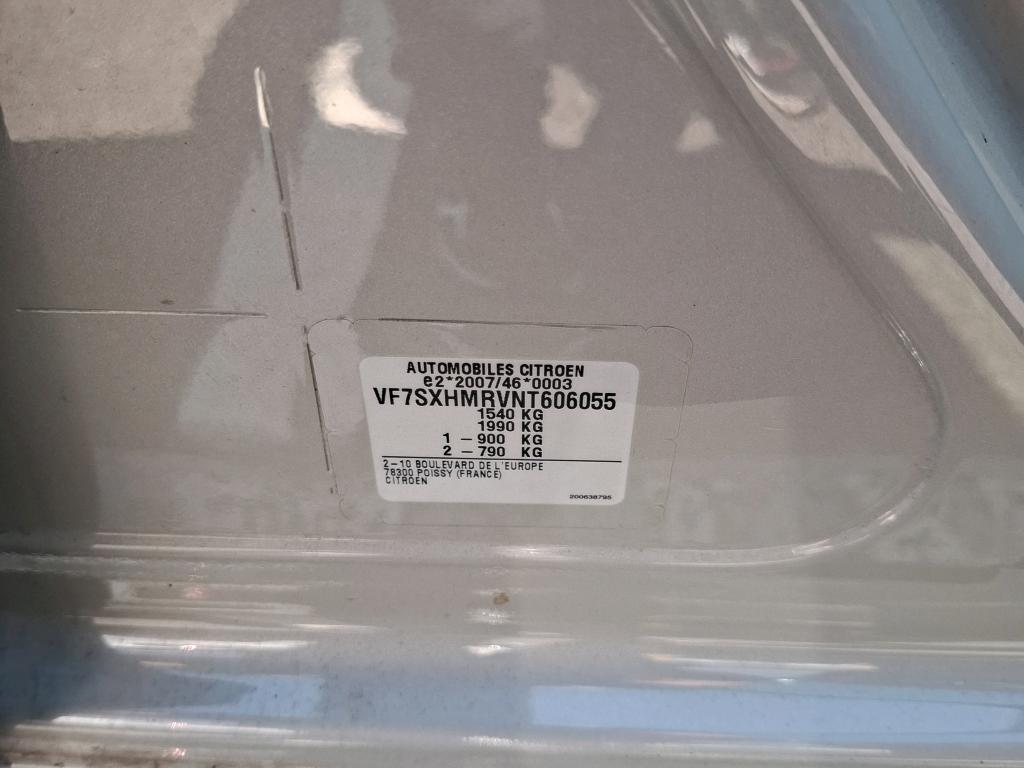 AUTOMOBILES CITROEN
e2*2007/46*0003
VF7SXHMRVNT606055
1540 KG
1990 KG
1 – 900 KG
2 – 790 KG
2–10 BOULEVARD DE L'EUROPE
78300 POISSY (FRANCE)
CITROEN
200638795